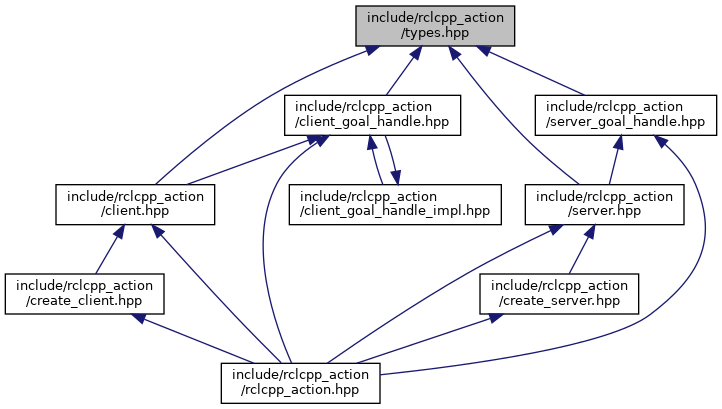 include/rclcpp_action
/types.hpp
include/rclcpp_action
/client_goal_handle.hpp
include/rclcpp_action
/server_goal_handle.hpp
include/rclcpp_action
/client.hpp
include/rclcpp_action
/client_goal_handle_impl.hpp
include/rclcpp_action
/server.hpp
include/rclcpp_action
/create_client.hpp
include/rclcpp_action
/create_server.hpp
include/rclcpp_action
/rclcpp_action.hpp